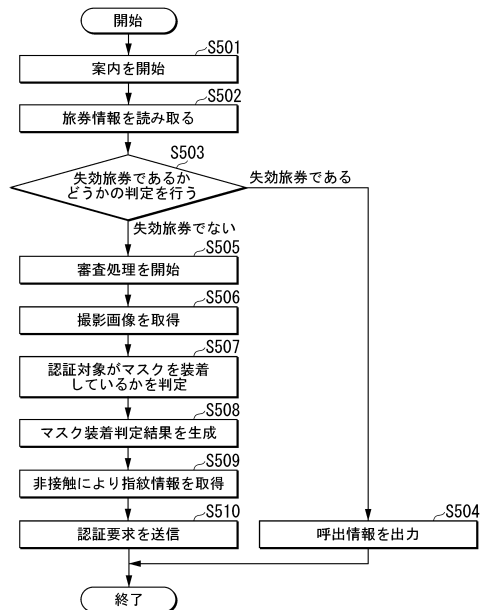 開始
S501
案内を開始
S502
旅券情報を読み取る
S503
失効旅券であるか
どうかの判定を行う
失効旅券である
失効旅券でない
S505
審査処理を開始
S506
撮影画像を取得
S507
認証対象がマスクを装着
しているかを判定
S508
マスク装着判定結果を生成
S509
非接触により指紋情報を取得
S510
認証要求を送信
S504
呼出情報を出力
終了